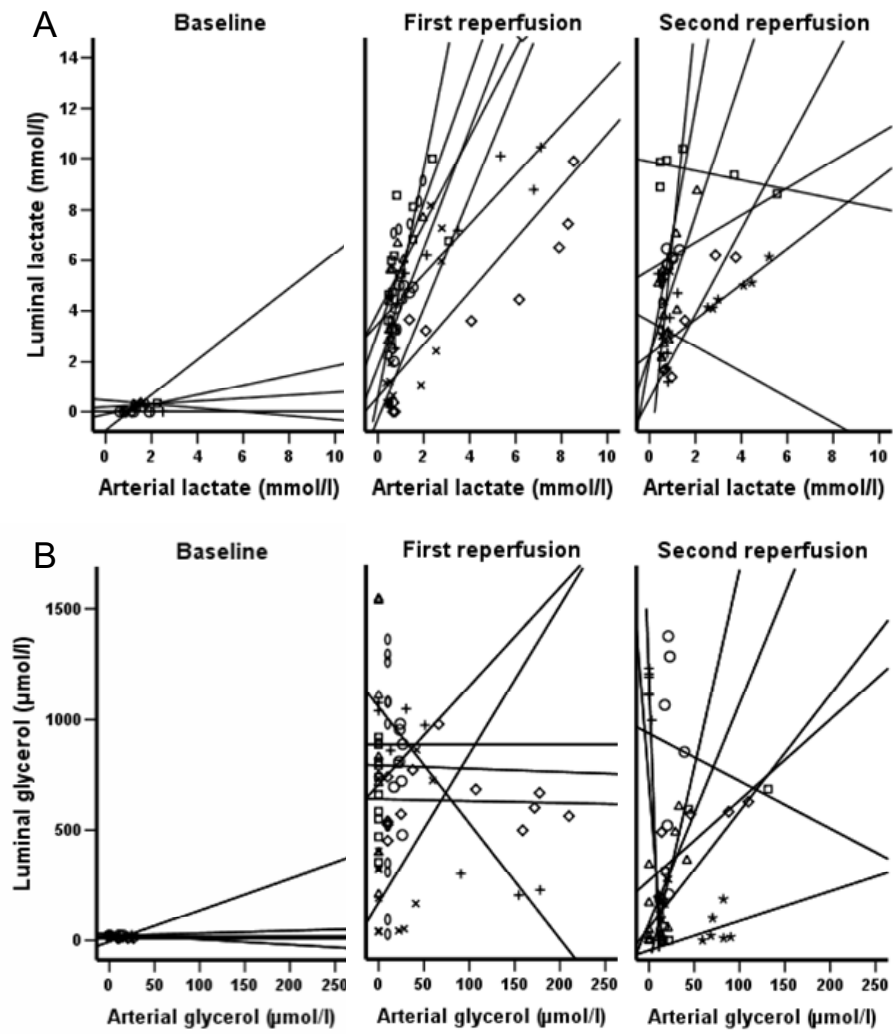 A
Baseline First reperfusion Second reperfusion
Luminal lactate (mmol/l)
14
12
10
8
6
4
2
0
0 2 4 6 8 10 0 2 4 6 8 10 0 2 4 6 8 10
Arterial lactate (mmol/l) Arterial lactate (mmol/l) Arterial lactate (mmol/l)
B
Baseline First reperfusion Second reperfusion
Luminal glycerol (µmol/l)
1500
1000
500
0
0 50 100 150 200 250 0 50 100 150 200 250 0 50 100 150 200 250
Arterial glycerol (µmol/l) Arterial glycerol (µmol/l) Arterial glycerol (µmol/l)